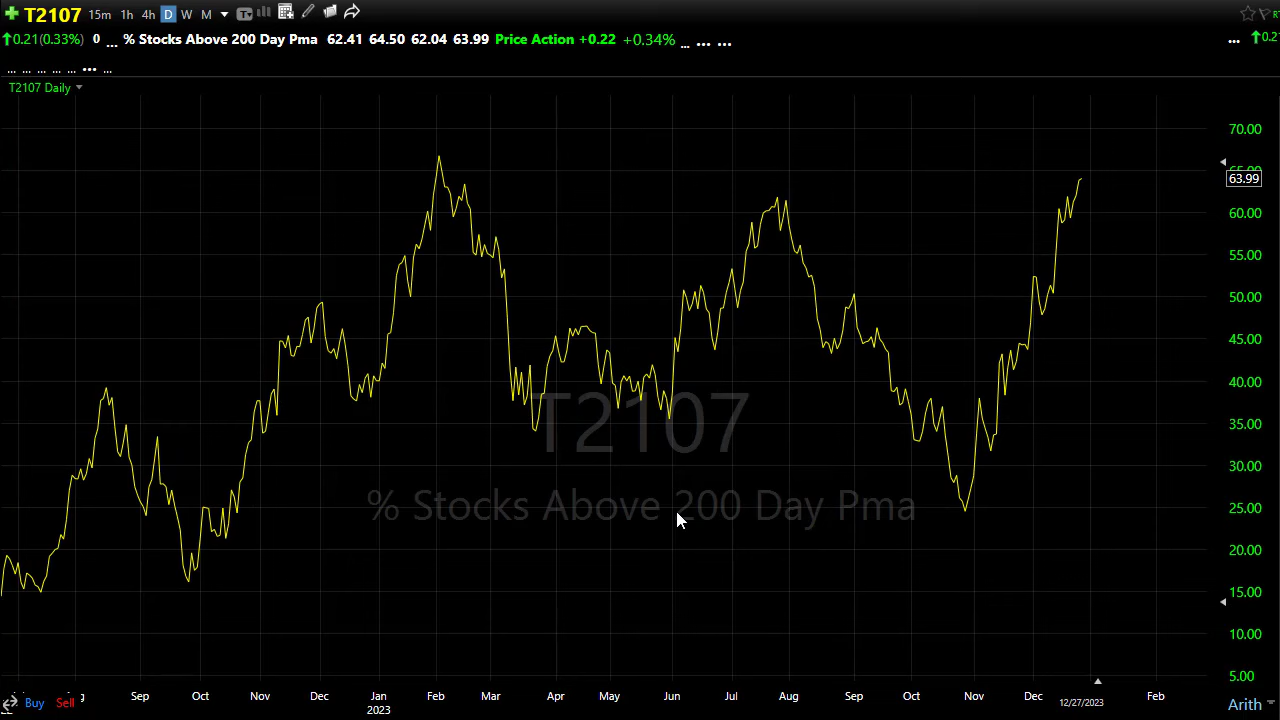 T2107 15m 1h 4h D W M
0.21(0.33%) 0 ... % Stocks Above 200 Day Pma 62.41 64.50 62.04 63.99 Price Action +0.22 +0.34% ... ... ... ... 0.2
... ... ... ... ... ... ...
T2107 Daily
70.00
65.00
63.99
60.00
55.00
50.00
45.00
40.00
35.00
30.00
25.00
20.00
15.00
10.00
5.00
T2107
% Stocks Above 200 Day Pma
Sep Oct Nov Dec Jan Feb Mar Apr May Jun Jul Aug Sep Oct Nov Dec Feb
Buy Sell
2023
12/27/2023
Arith